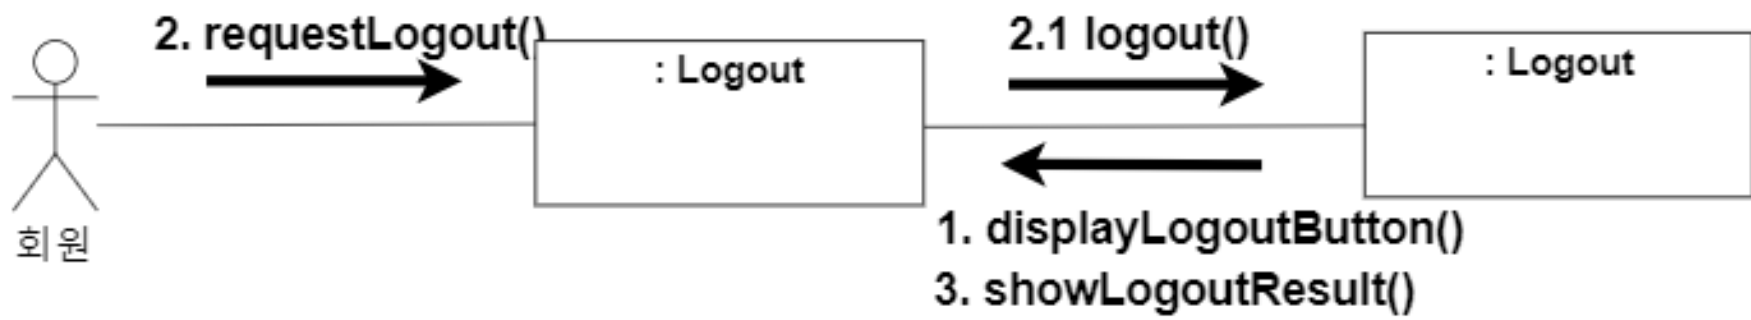 2. requestLogout()
: Logout
2.1 logout()
: Logout
회원
1. displayLogoutButton()
3. showLogoutResult()